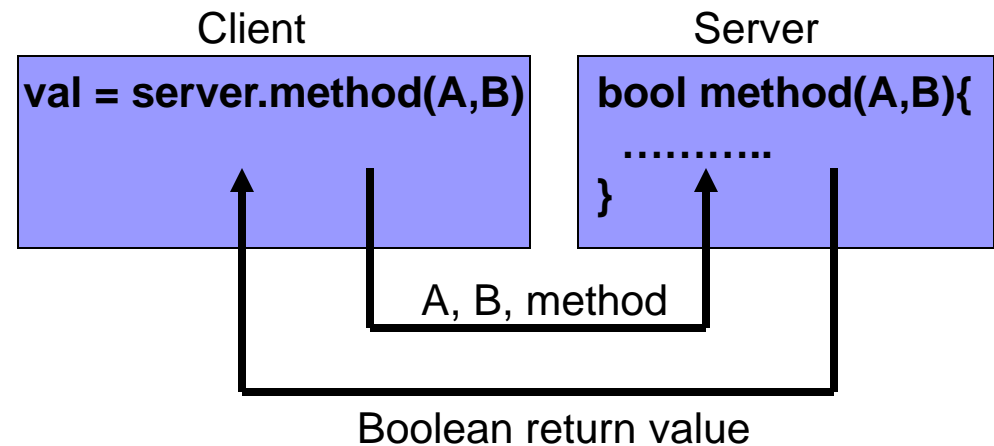 Client
Server
val = server.method(A,B)
bool method(A,B){
………..
}
A, B, method
Boolean return value